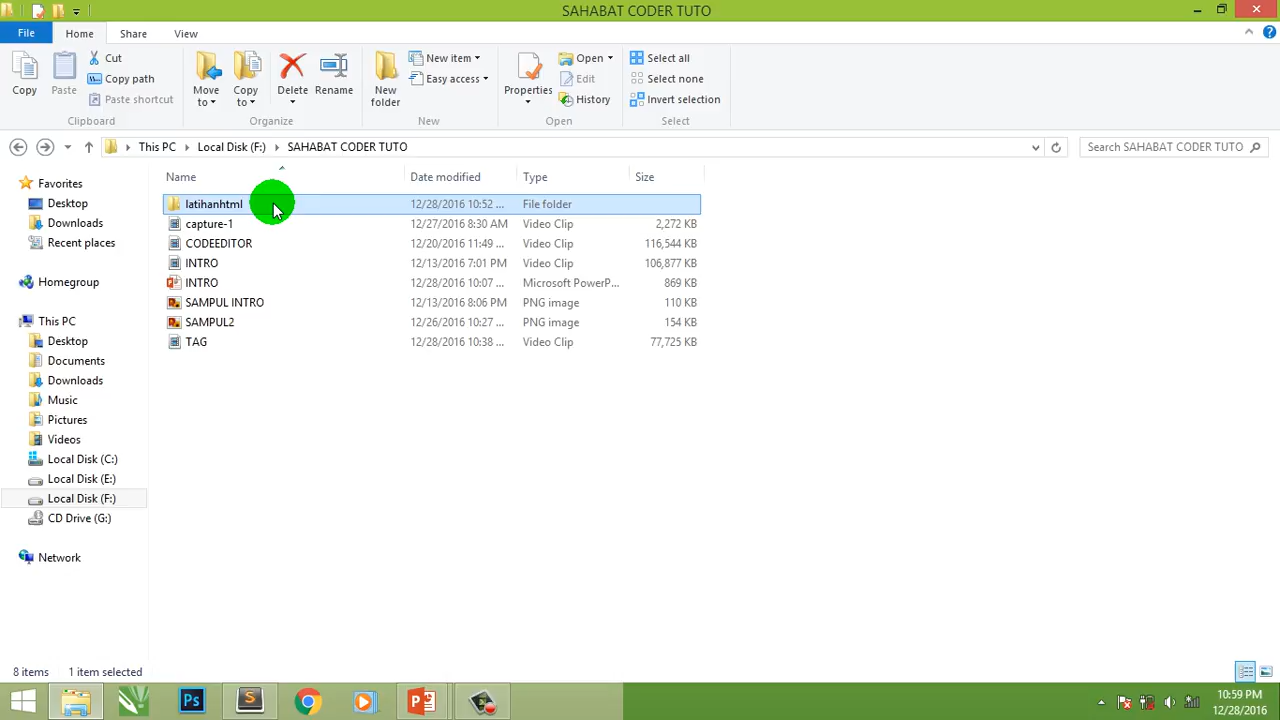 SAHABAT CODER TUTO
File Home Share View
Copy
Paste
Cut
Copy path
Paste shortcut
Move to
Copy to
Delete
Rename
New folder
New item
Easy access
Properties
Open
Edit
History
Select all
Select none
Invert selection
Clipboard Organize New Open Select
This PC Local Disk (F:) SAHABAT CODER TUTO Search SAHABAT CODER TUTO
Favorites
Desktop
Downloads
Recent places
Homegroup
This PC
Desktop
Documents
Downloads
Music
Pictures
Videos
Local Disk (C:)
Local Disk (E:)
Local Disk (F:)
CD Drive (G:)
Network
Name Date modified Type Size
latihanhtml 12/28/2016 10:52 ... File folder
capture-1 12/27/2016 8:30 AM Video Clip 2,272 KB
CODEEDITOR 12/20/2016 11:49 ... Video Clip 116,544 KB
INTRO 12/13/2016 7:01 PM Video Clip 106,877 KB
INTRO 12/28/2016 10:07 ... Microsoft PowerP... 869 KB
SAMPUL INTRO 12/13/2016 8:06 PM PNG image 110 KB
SAMPUL2 12/26/2016 10:27 ... PNG image 154 KB
TAG 12/28/2016 10:38 ... Video Clip 77,725 KB
8 items 1 item selected
Ps
S
P
10:59 PM
12/28/2016